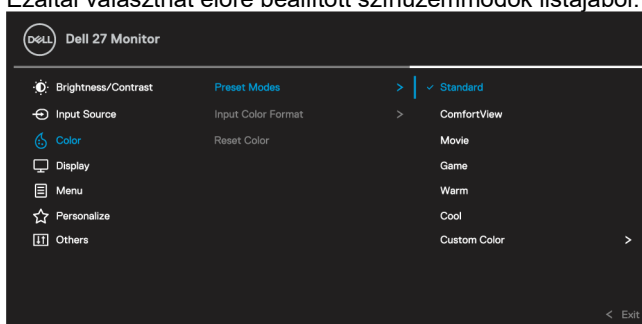 Ezáltal választhat előre beállított színüzemmódok listájából.
DELL Dell 27 Monitor
Brightness/Contrast Preset Modes > ✓ Standard
Input Source Input Color Format > ComfortView
Color Reset Color Movie
Display Game
Menu Warm
Personalize Cool
Others Custom Color >
< Exit